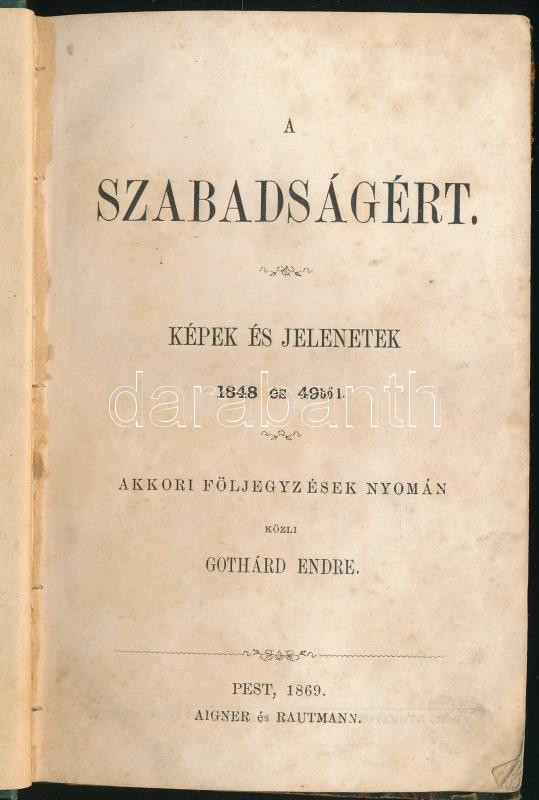 A
SZABADSÁGÉRT.
KÉPEK ÉS JELENETEK
1848 és 49ből.
darabanth
AKKORI FÖLJEGYZÉSEK NYOMÁN
KÖZLI
GOTHÁRD ENDRE.
PEST, 1869.
AIGNER és RAUTMANN.